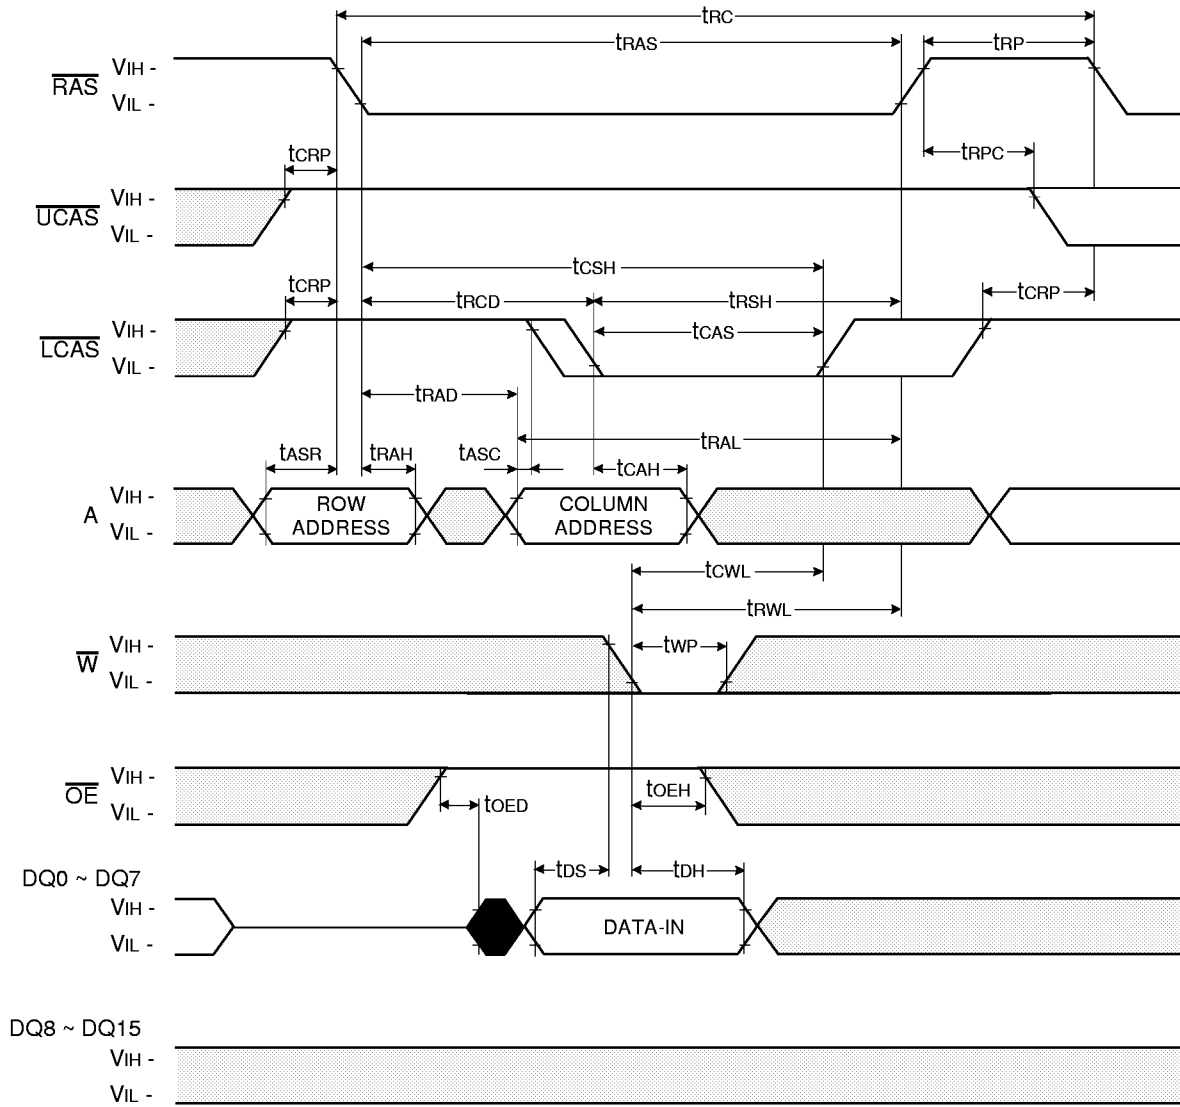 tRC
tRAS
tRP
RAS
VIH -
VIL -
tCRP
tRPC
UCAS
VIH -
VIL -
tCSH
tCRP
tRCD
tRSH
tCRP
LCAS
VIH -
VIL -
tCAS
tRAD
tRAL
tASR
tRAH
tASC
tCAH
A
VIH -
VIL -
ROW
ADDRESS
COLUMN
ADDRESS
tCWL
tRWL
W
VIH -
VIL -
tWP
OE
VIH -
VIL -
tOED
tOEH
tDS
tDH
DQ0 ~ DQ7
VIH -
VIL -
DATA-IN
DQ8 ~ DQ15
VIH -
VIL -